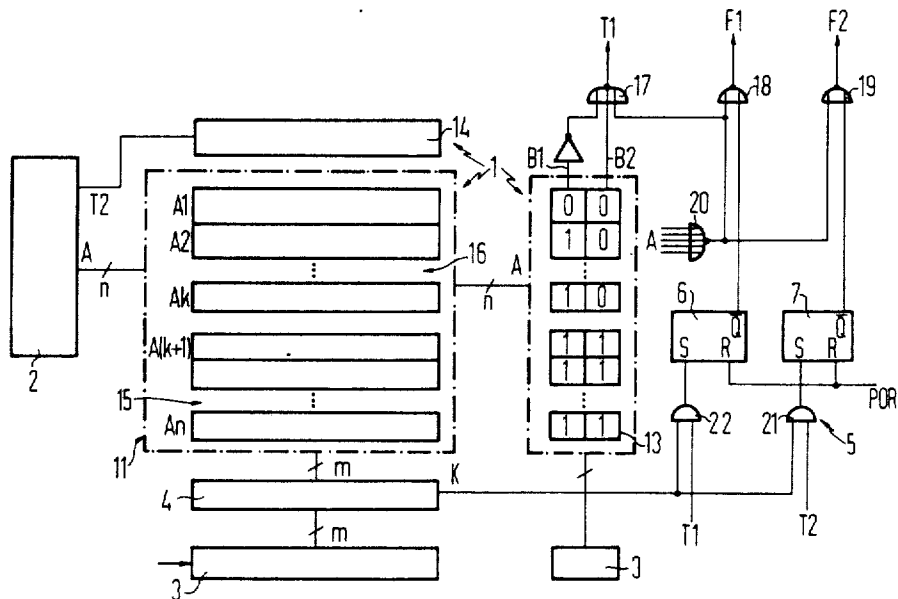 T1 F1 F2
17 18 19
14
1
B1 B2
T2
A1 0 0
A2 1 0
20
A
A
n
16
A
n
Ak 1 0
6 7
Q Q
A(k+1) 1 1
S R S R
1 1
2
15
POR
An 1 1
11 13 22 21 5
m
K
4
T1 T2
m
3 3